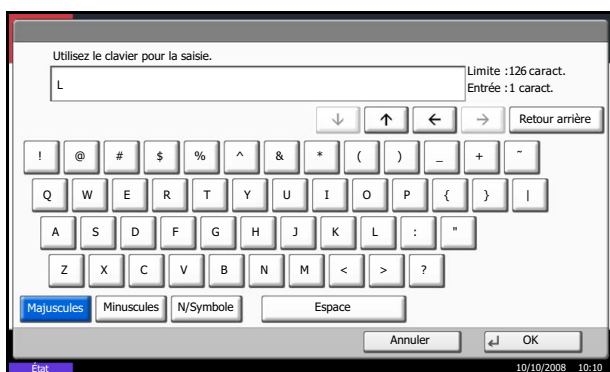 Utilisez le clavier pour la saisie.
L
Limite :126 caract.
Entrée :1 caract.
↓ ↑ ← → Retour arrière
! @ # $ % ^ & * ( ) _ + ~
Q W E R T Y U I O P { } |
A S D F G H J K L : "
Z X C V B N M < > ?
Majuscules Minuscules N/Symbole Espace
Annuler ↵ OK
État 10/10/2008 10:10